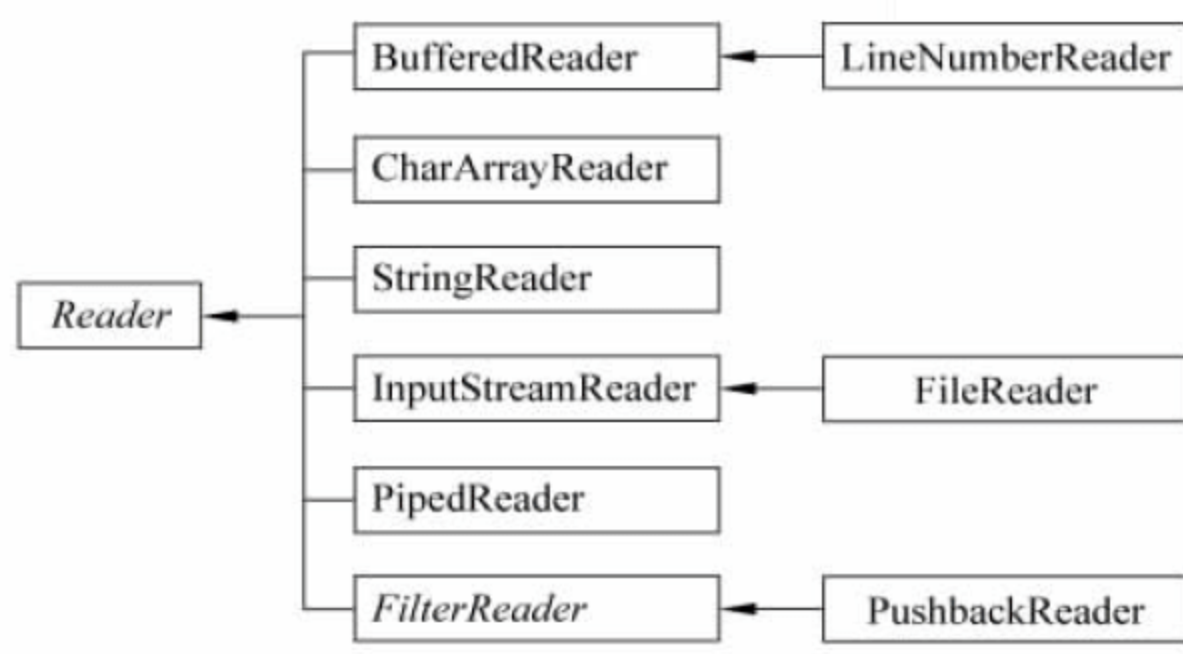 BufferedReader
LineNumberReader
CharArrayReader
StringReader
Reader
InputStreamReader
FileReader
PipedReader
FilterReader
PushbackReader